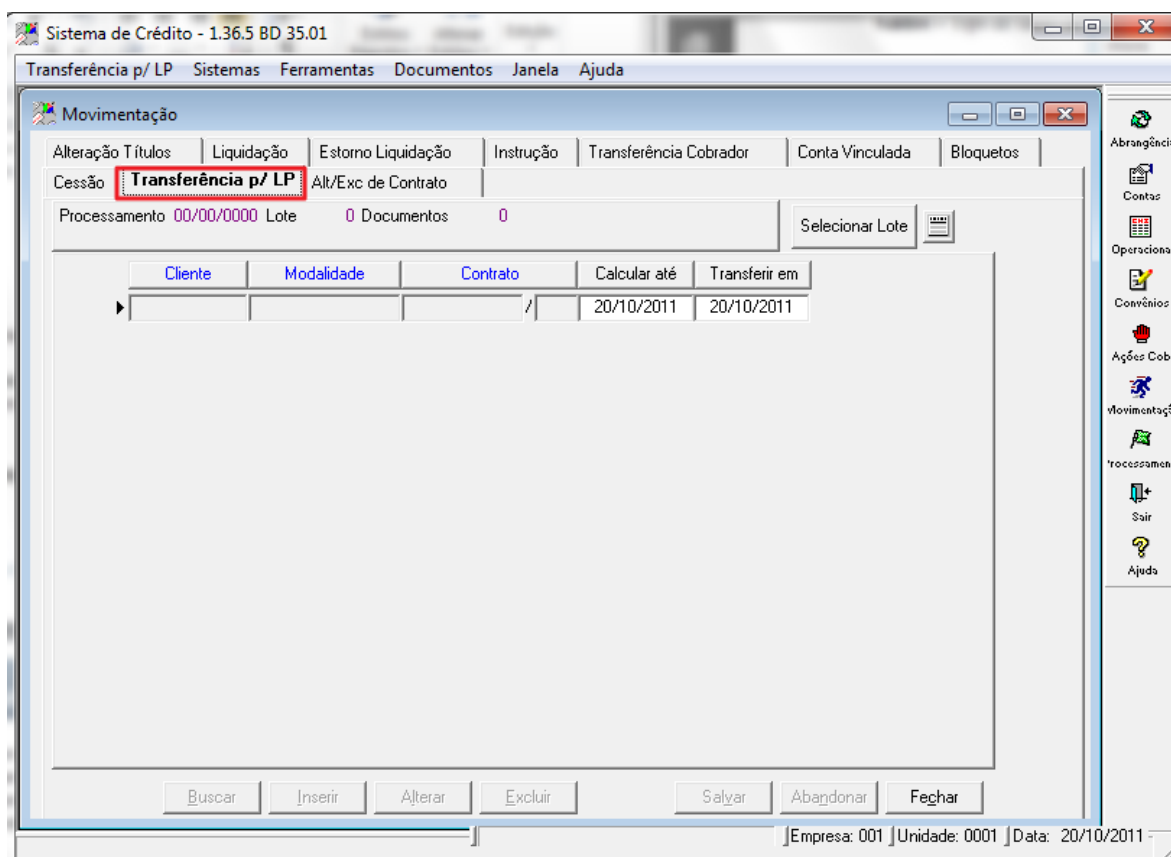 Sistema de Crédito - 1.36.5 BD 35.01
Transferência p/ LP Sistemas Ferramentas Documentos Janela Ajuda
Movimentação
Alteração Títulos Liquidação Estorno Liquidação Instrução Transferência Cobrador Conta Vinculada Bloquetos
Cessão Transferência p/ LP Alt/Exc de Contrato
Processamento 00/00/0000 Lote 0 Documentos 0
Selecionar Lote
Cliente Modalidade Contrato Calcular até Transferir em
/ 20/10/2011 20/10/2011
Buscar Inserir Alterar Excluir Salvar Abandonar Fechar
Abrangênci
Contas
Operaciona
Convênios
Ações Cob
Movimentaçã
Processamen
Sair
Ajuda
Empresa: 001 Unidade: 0001 Data: 20/10/2011